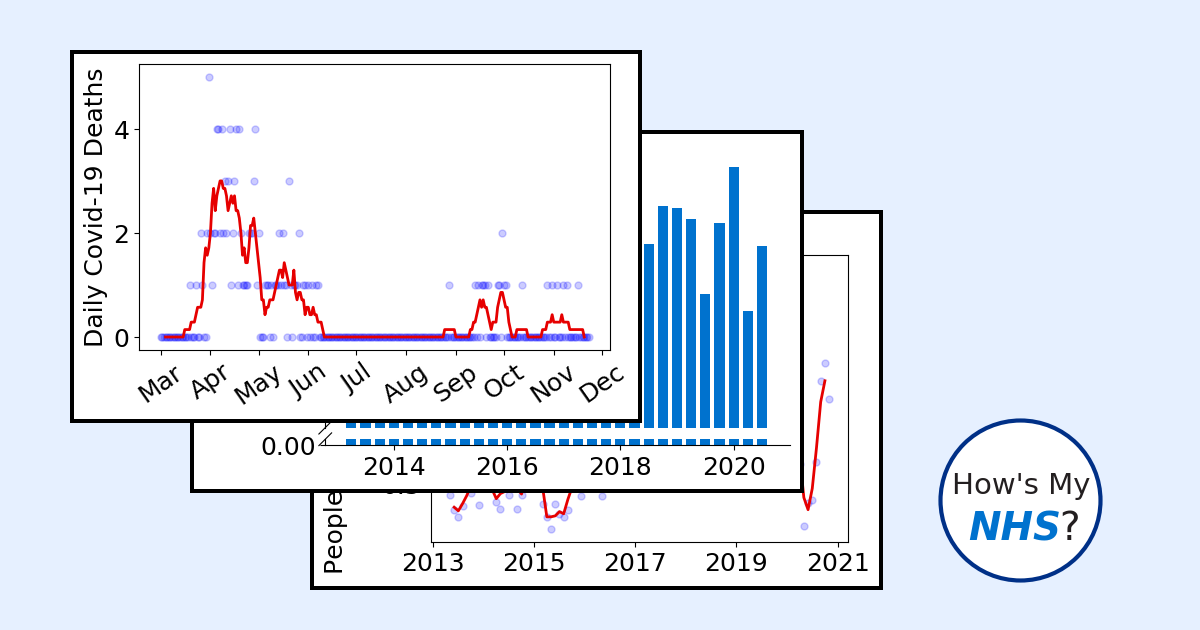 Daily Covid-19 Deaths
4
2
0
Mar Apr May Jun Jul Aug Sep Oct Nov Dec
0.00
2014 2016 2018 2020
People
2013 2015 2017 2019 2021
How's My
NHS?